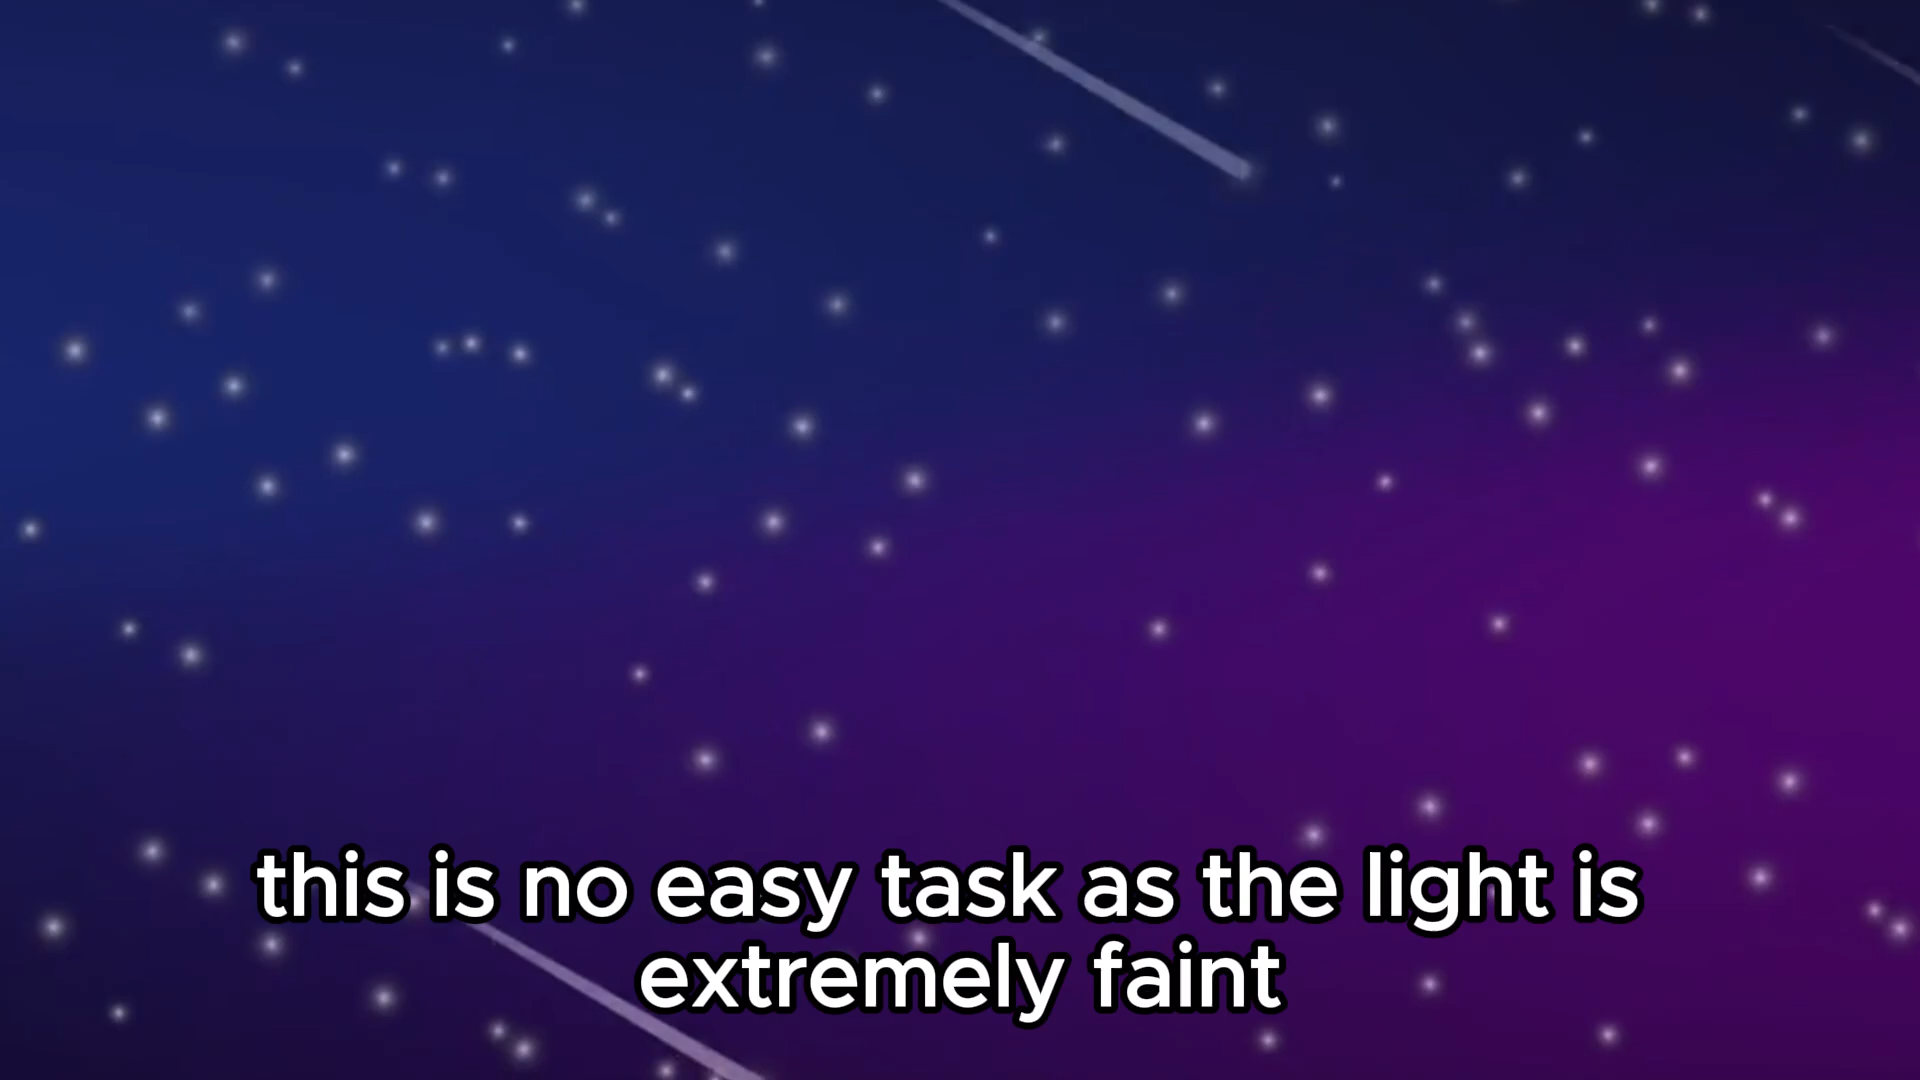 this is no easy task as the light is
extremely faint